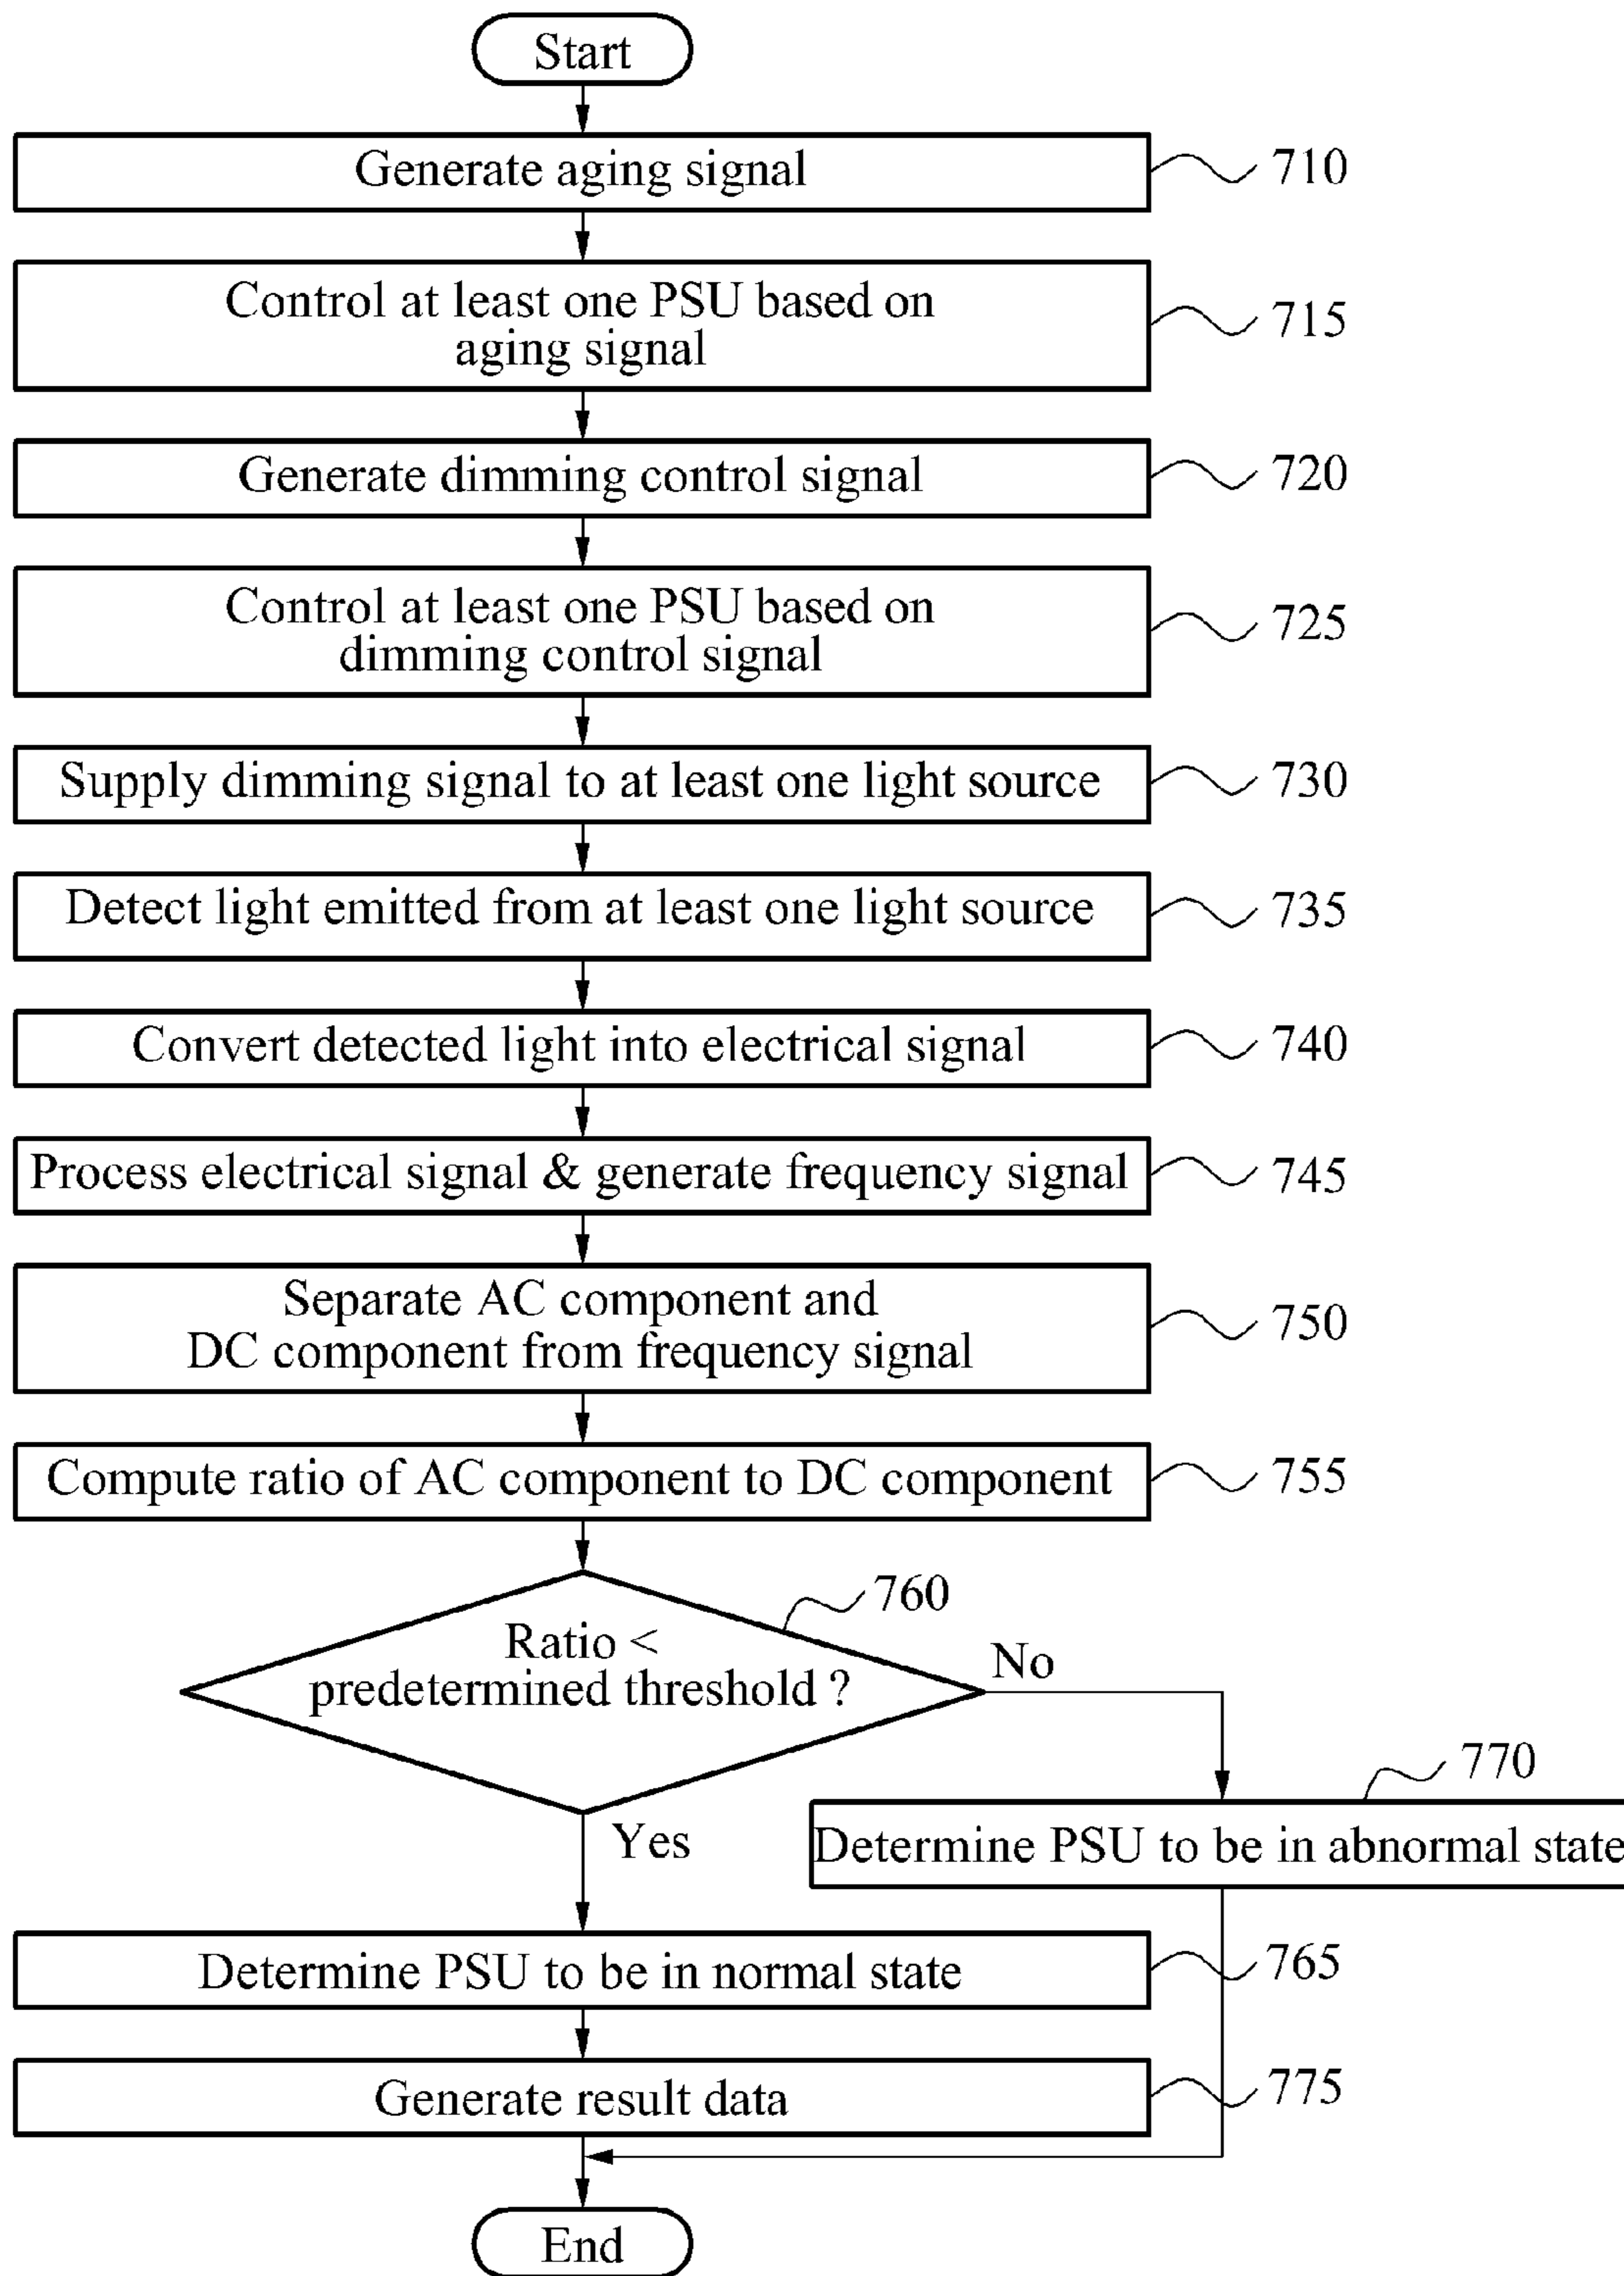 Start
Generate aging signal
710
Control at least one PSU based on
aging signal
715
Generate dimming control signal
720
Control at least one PSU based on
dimming control signal
725
Supply dimming signal to at least one light source
730
Detect light emitted from at least one light source
735
Convert detected light into electrical signal
740
Process electrical signal & generate frequency signal
745
Separate AC component and
DC component from frequency signal
750
Compute ratio of AC component to DC component
755
760
Ratio <
predetermined threshold ?
No
Yes
770
Determine PSU to be in abnormal state
Determine PSU to be in normal state
765
Generate result data
775
End